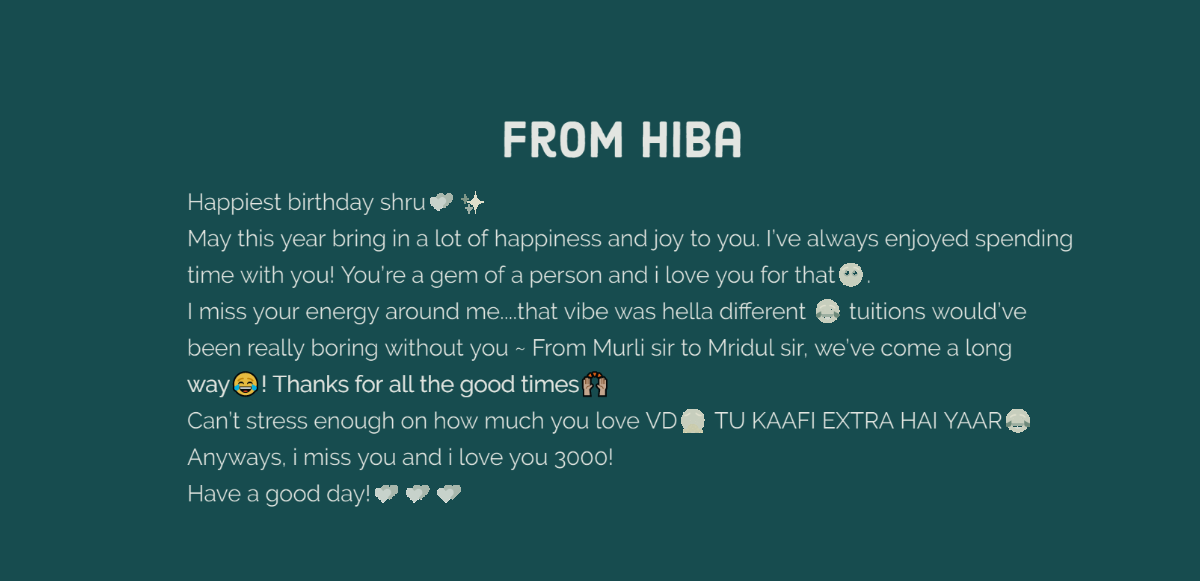 FROM HIBA
Happiest birthday shru💕 ✨
May this year bring in a lot of happiness and joy to you. I've always enjoyed spending
time with you! You're a gem of a person and i love you for that🥺.
I miss your energy around me....that vibe was hella different 😂 tuitions would've
been really boring without you ~ From Murli sir to Mridul sir, we've come a long
way😂! Thanks for all the good times🙌🏼
Can't stress enough on how much you love VD TU KAAFI EXTRA HAI YAAR😂
Anyways, i miss you and i love you 3000!
Have a good day!💕 💕 💕